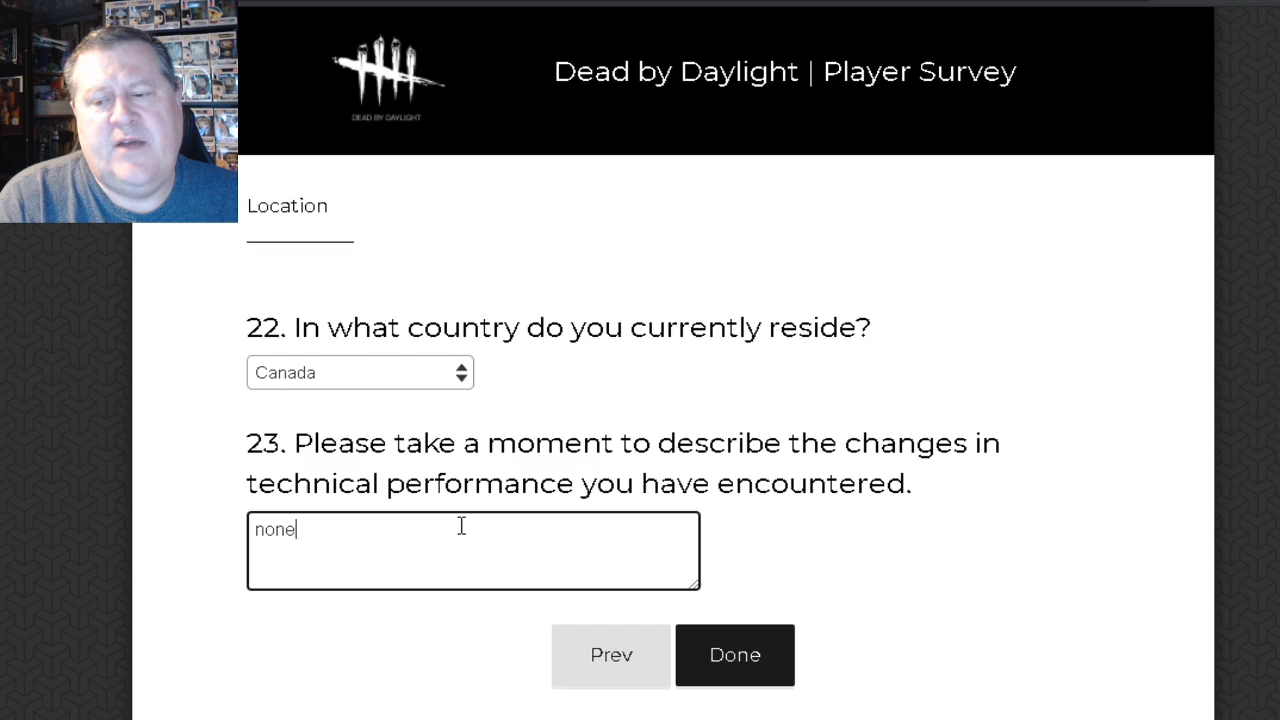 DEAD BY DAYLIGHT
Dead by Daylight | Player Survey
Location
22. In what country do you currently reside?
Canada
23. Please take a moment to describe the changes in
technical performance you have encountered.
none
Prev
Done